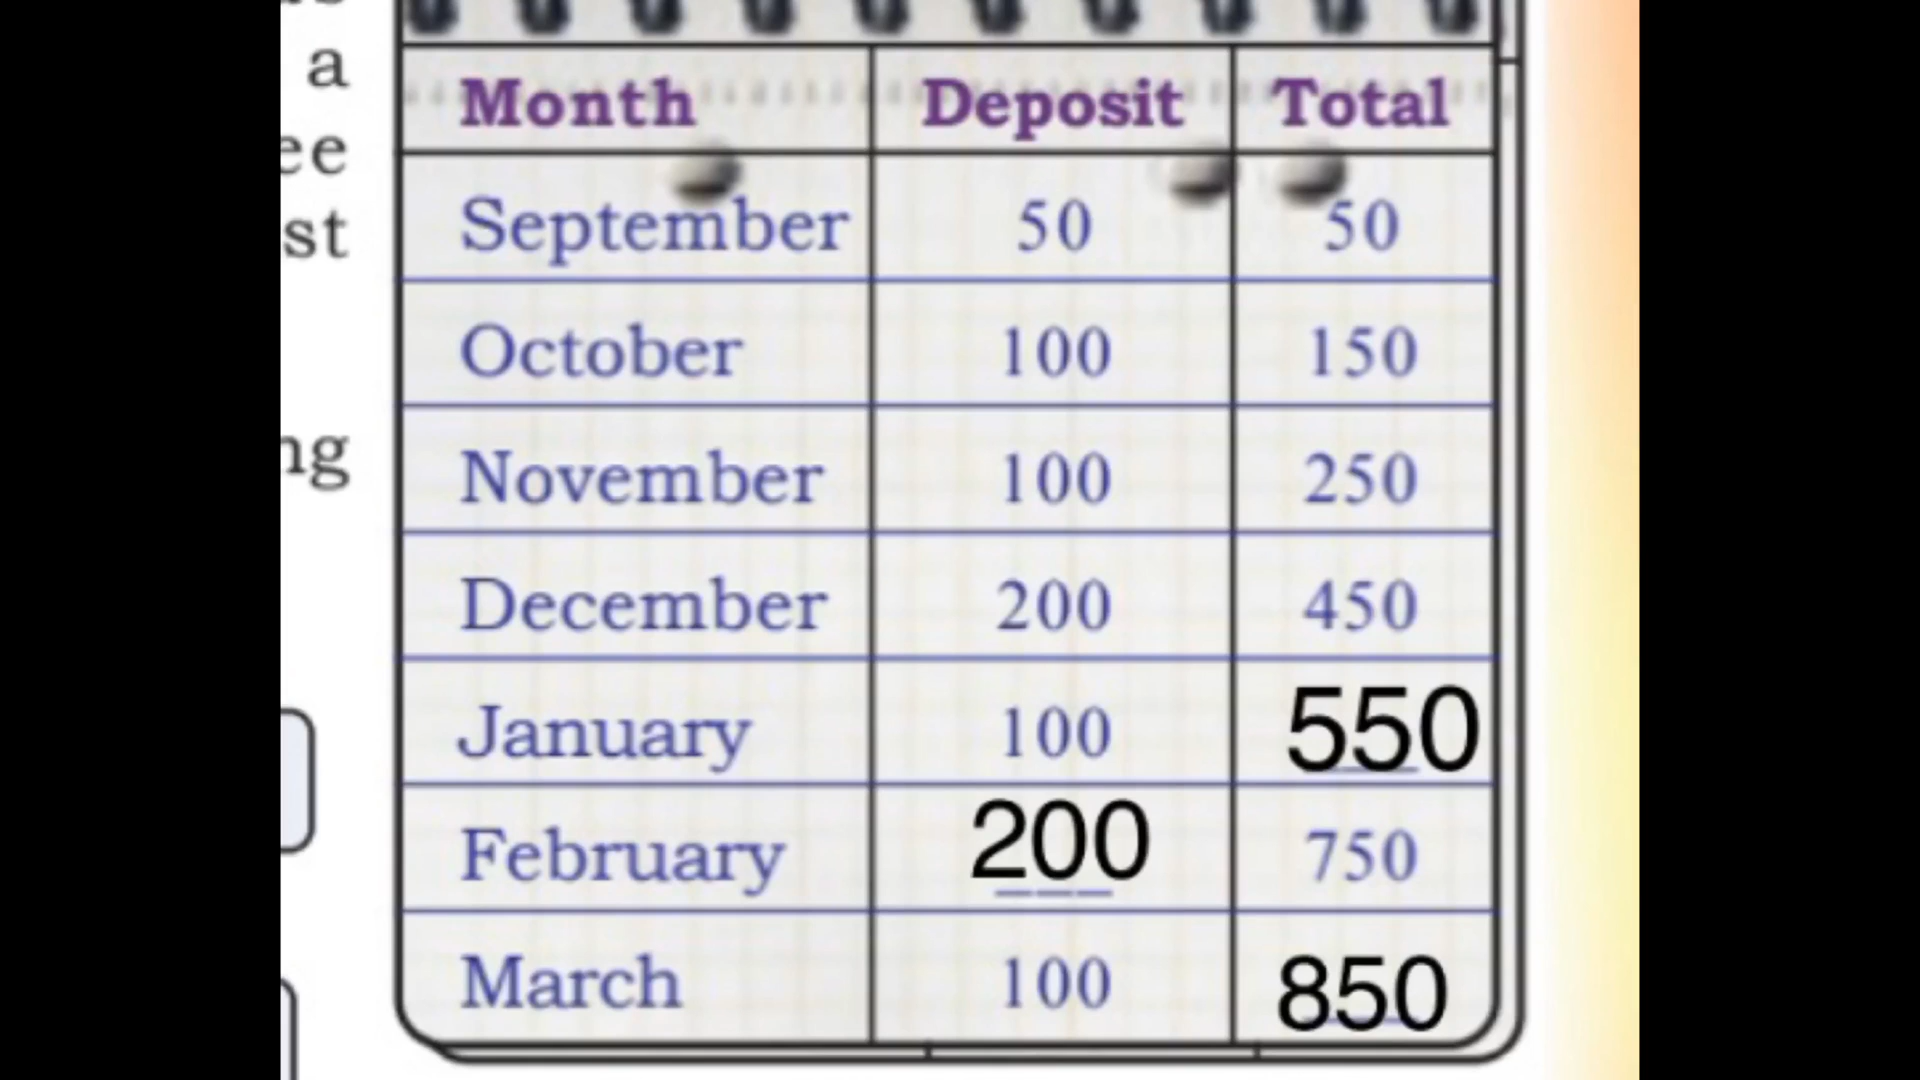 a
ee
st
ng
Month Deposit Total
September 50 50
October 100 150
November 100 250
December 200 450
January 100 550
February 200 750
March 100 850